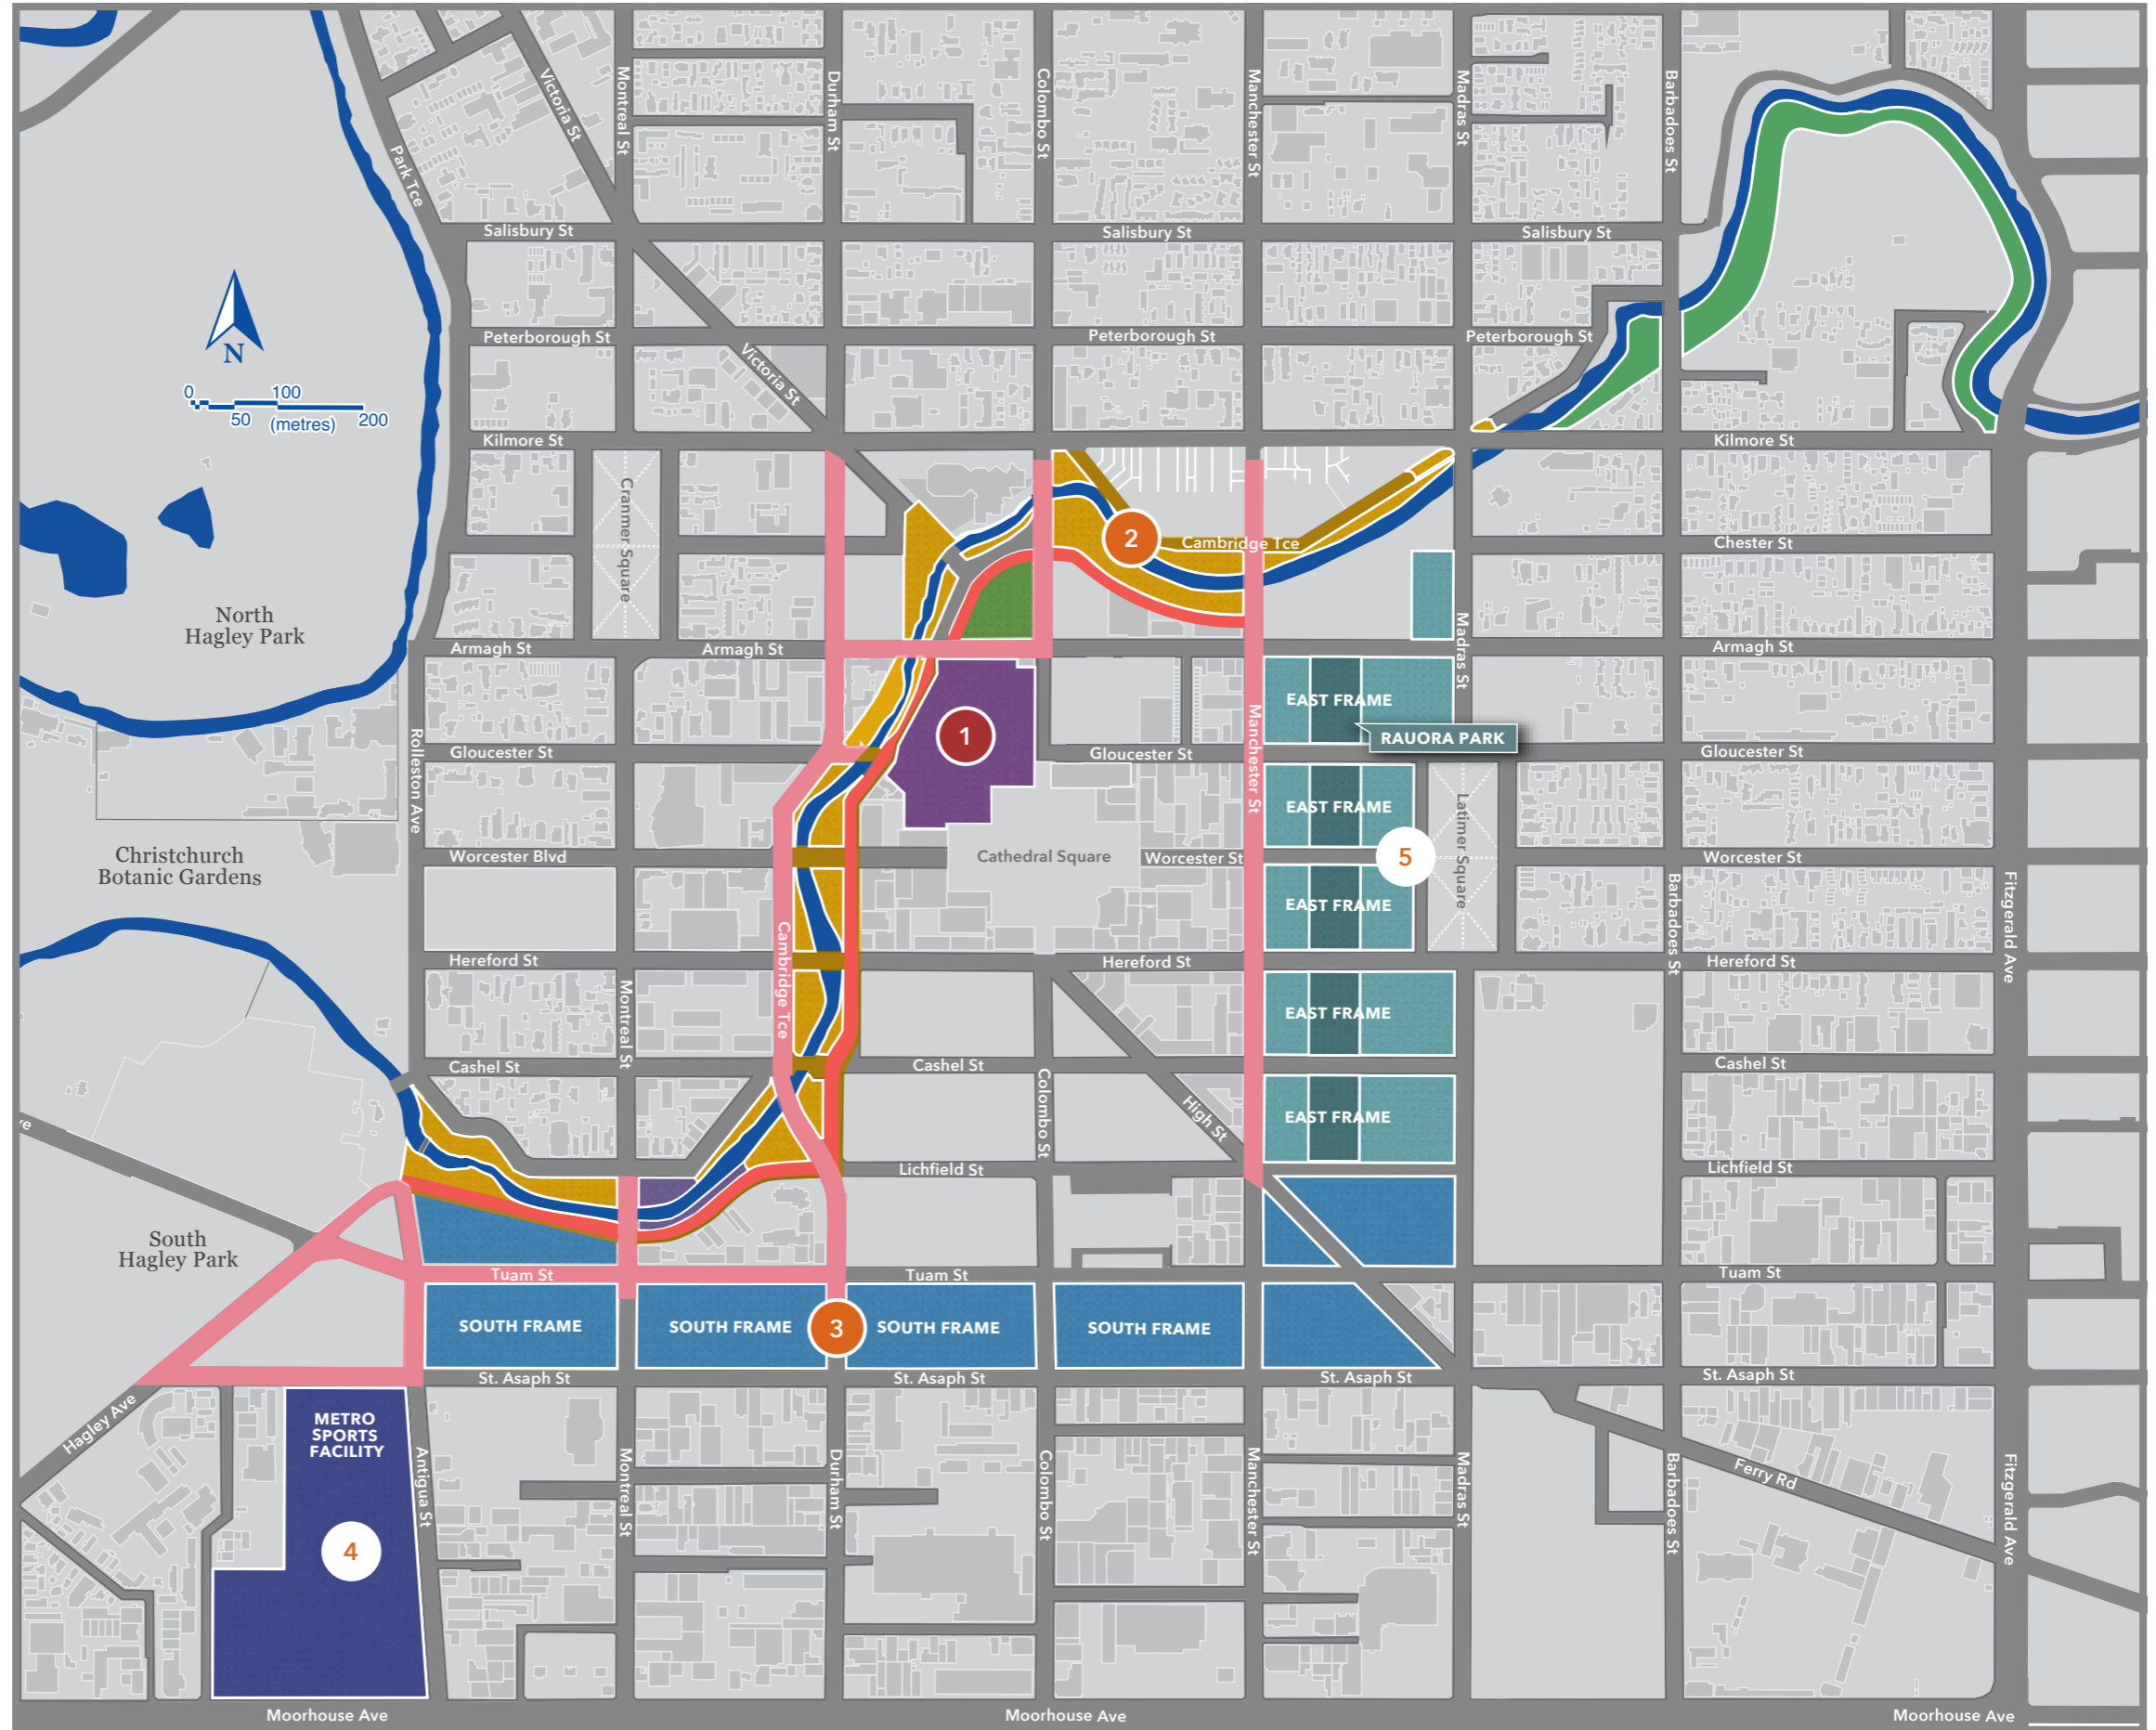 Victoria St
Montreal St
Durham St
Colombo St
Manchester St
Madras St
Barbadoes St
Park Tce
Salisbury St
Salisbury St
Salisbury St
N
0
100
50
(metres)
200
Peterborough St
Peterborough St
Peterborough St
Victoria St
Kilmore St
Kilmore St
Cranmer Square
2
Cambridge Tce
Chester St
North
Hagley Park
Armagh St
Armagh St
Madras St
Armagh St
EAST FRAME
RAUORA PARK
1
Rolleston Ave
Gloucester St
Gloucester St
Manchester St
Gloucester St
EAST FRAME
Latimer Square
Christchurch
Botanic Gardens
Worcester Blvd
Cathedral Square
Worcester St
5
Worcester St
EAST FRAME
Barbadoes St
Fitzgerald Ave
Cambridge Tce
Hereford St
Hereford St
Hereford St
Montreal St
EAST FRAME
Cashel St
Cashel St
Cashel St
Colombo St
High St
EAST FRAME
ve
Lichfield St
Lichfield St
South
Hagley Park
Tuam St
Tuam St
Tuam St
SOUTH FRAME
SOUTH FRAME
3
SOUTH FRAME
SOUTH FRAME
St. Asaph St
St. Asaph St
St. Asaph St
St. Asaph St
Hagley Ave
METRO
SPORTS
FACILITY
Antigua St
Montreal St
Durham St
Colombo St
Manchester St
Madras St
Barbadoes St
Ferry Rd
Fitzgerald Ave
4
Moorhouse Ave
Moorhouse Ave
Moorhouse Ave